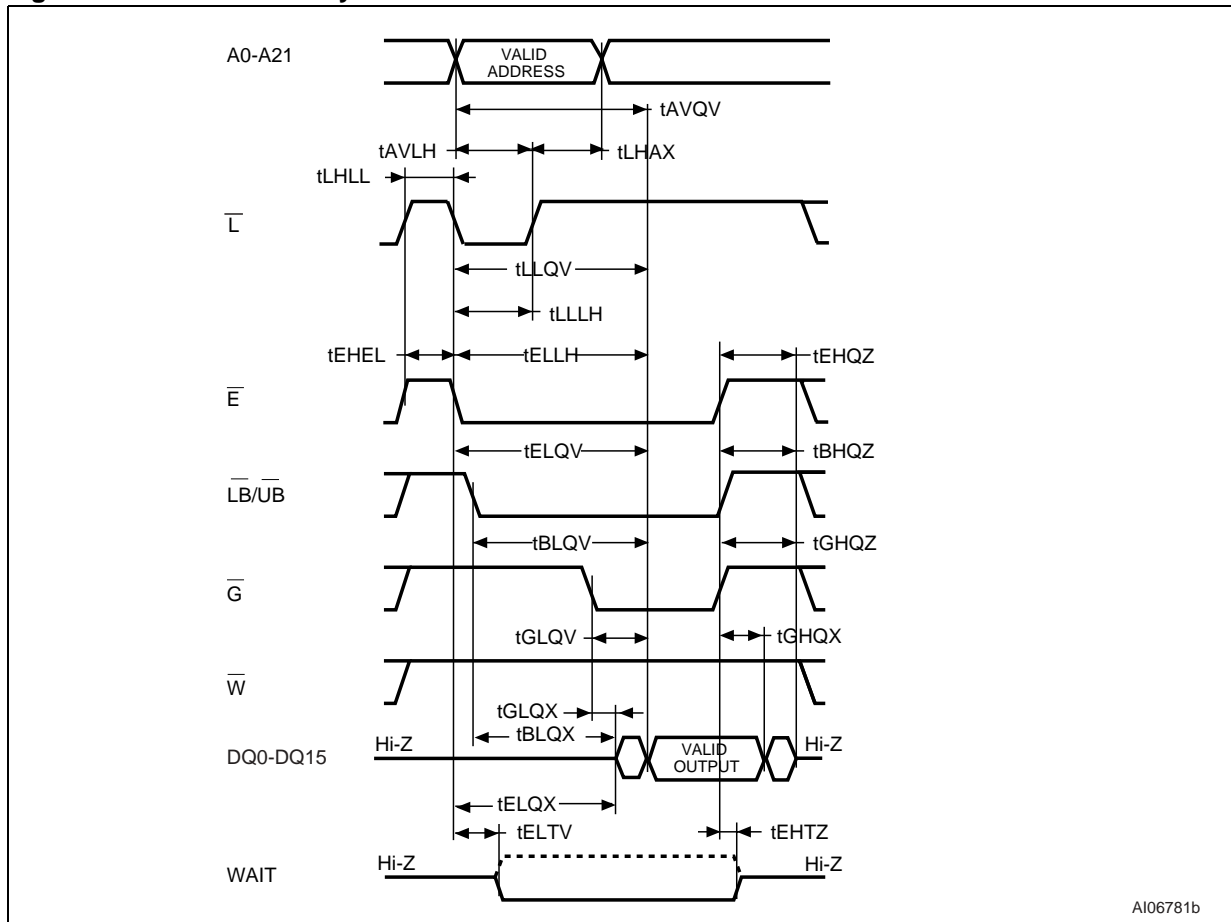 A0-A21
VALID
ADDRESS
tAVQV
tAVLH
tLHAX
tLHLL
L
tLLQV
tLLLH
tEHEL
tELLH
tEHQZ
E
tELQV
tBHQZ
LB/UB
tBLQV
tGHQZ
G
tGLQV
tGHQX
W
tGLQX
tBLQX
DQ0-DQ15
Hi-Z
VALID
OUTPUT
Hi-Z
tELQX
tELTV
tEHTZ
WAIT
Hi-Z
Hi-Z
AI06781b